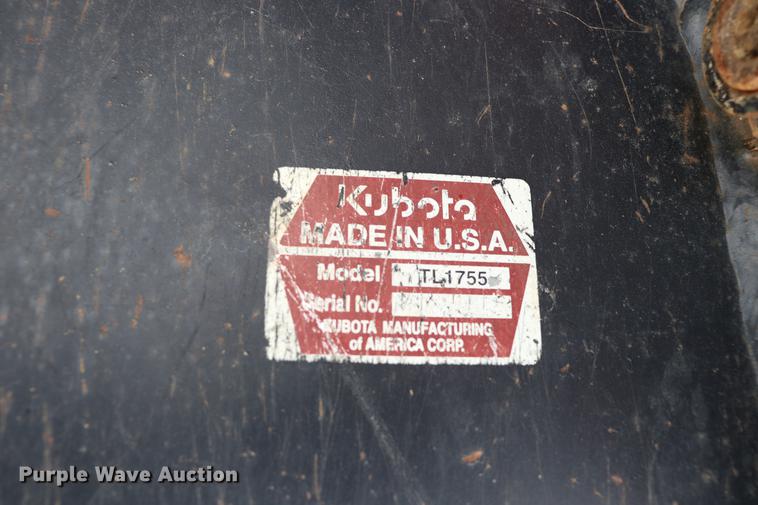 Kubota
MADE IN U.S.A.
Model TL1755
Serial No.
KUBOTA MANUFACTURING
of AMERICA CORP.
Purple Wave Auction